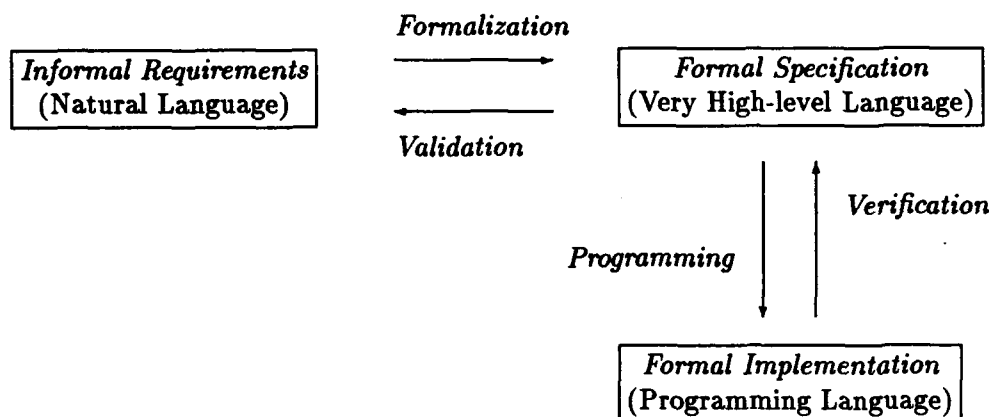 Formalization
Informal Requirements
(Natural Language)
Formal Specification
(Very High-level Language)
Validation
Verification
Programming
Formal Implementation
(Programming Language)